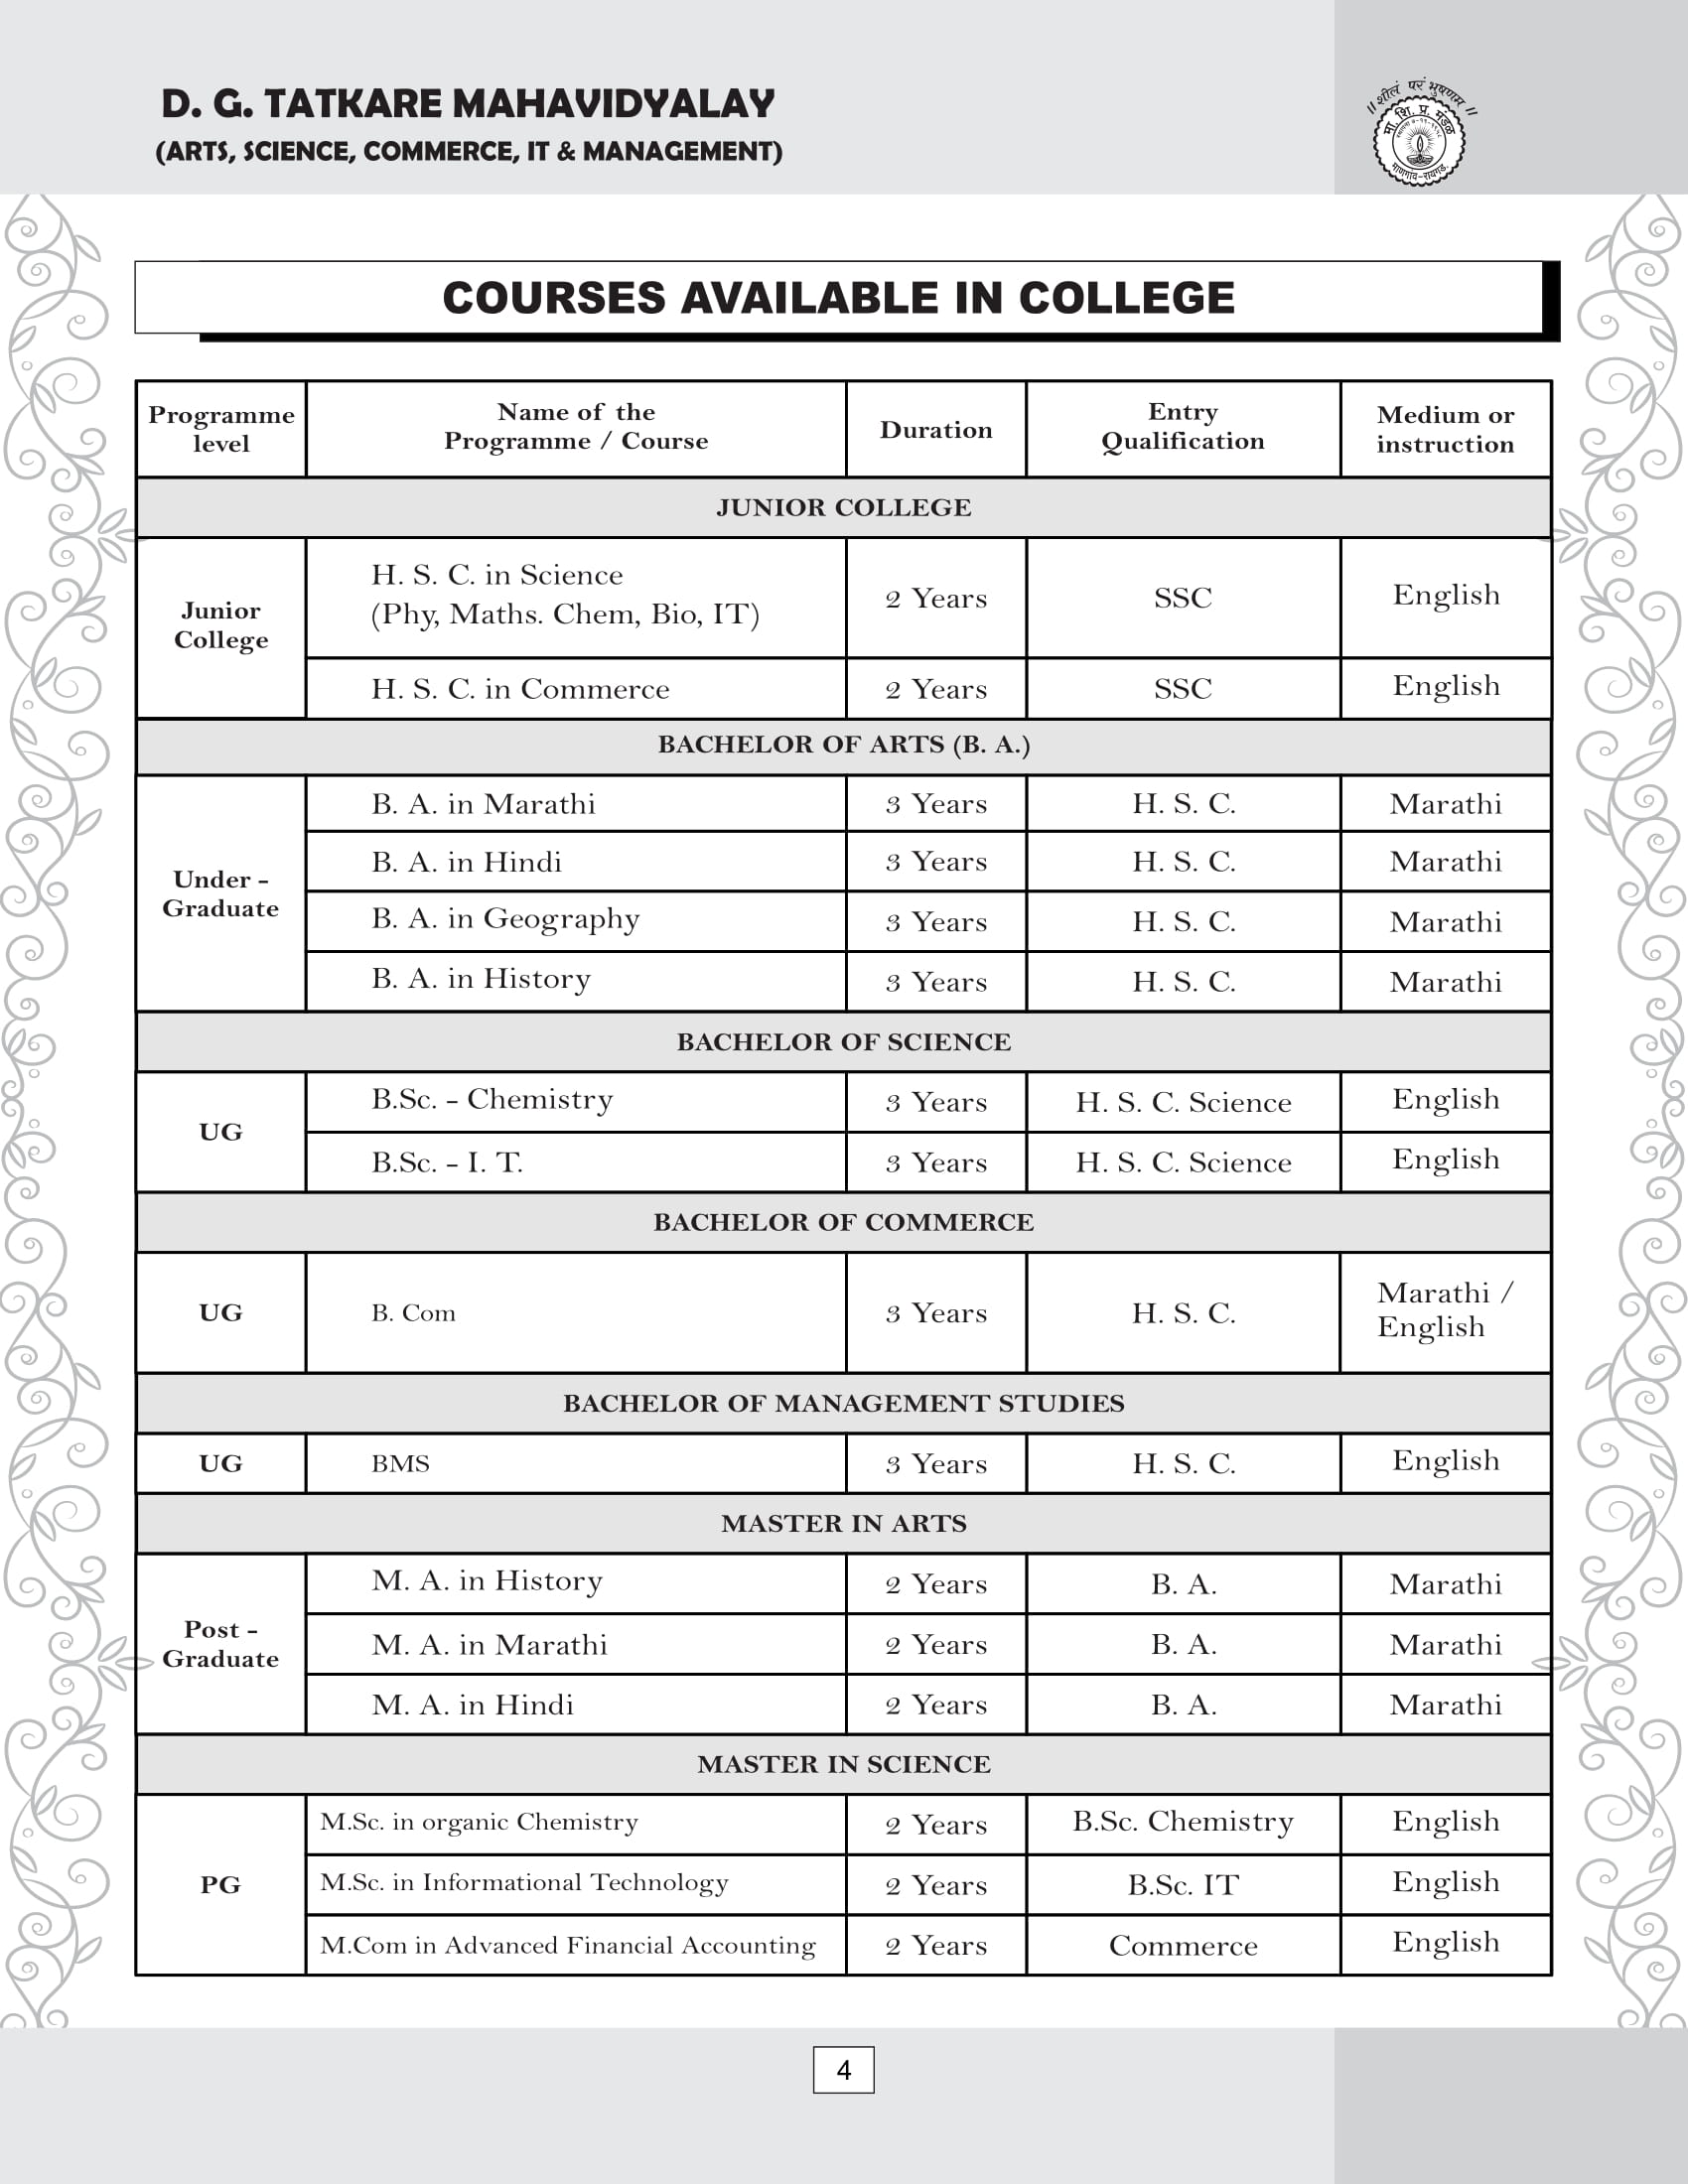 D. G. TATKARE MAHAVIDYALAY
(ARTS, SCIENCE, COMMERCE, IT & MANAGEMENT)
॥ शीलं परं भुषणम ॥
मा. शि. प्र. मंडळ
माणगांव-रायगड.
COURSES AVAILABLE IN COLLEGE
Programme level Name of the Programme / Course Duration Entry Qualification Medium or instruction
JUNIOR COLLEGE
Junior College H. S. C. in Science (Phy, Maths. Chem, Bio, IT) 2 Years SSC English
H. S. C. in Commerce 2 Years SSC English
BACHELOR OF ARTS (B. A.)
Under - Graduate B. A. in Marathi 3 Years H. S. C. Marathi
B. A. in Hindi 3 Years H. S. C. Marathi
B. A. in Geography 3 Years H. S. C. Marathi
B. A. in History 3 Years H. S. C. Marathi
BACHELOR OF SCIENCE
UG B.Sc. - Chemistry 3 Years H. S. C. Science English
B.Sc. - I. T. 3 Years H. S. C. Science English
BACHELOR OF COMMERCE
UG B. Com 3 Years H. S. C. Marathi / English
BACHELOR OF MANAGEMENT STUDIES
UG BMS 3 Years H. S. C. English
MASTER IN ARTS
Post - Graduate M. A. in History 2 Years B. A. Marathi
M. A. in Marathi 2 Years B. A. Marathi
M. A. in Hindi 2 Years B. A. Marathi
MASTER IN SCIENCE
PG M.Sc. in organic Chemistry 2 Years B.Sc. Chemistry English
M.Sc. in Informational Technology 2 Years B.Sc. IT English
M.Com in Advanced Financial Accounting 2 Years Commerce English
4